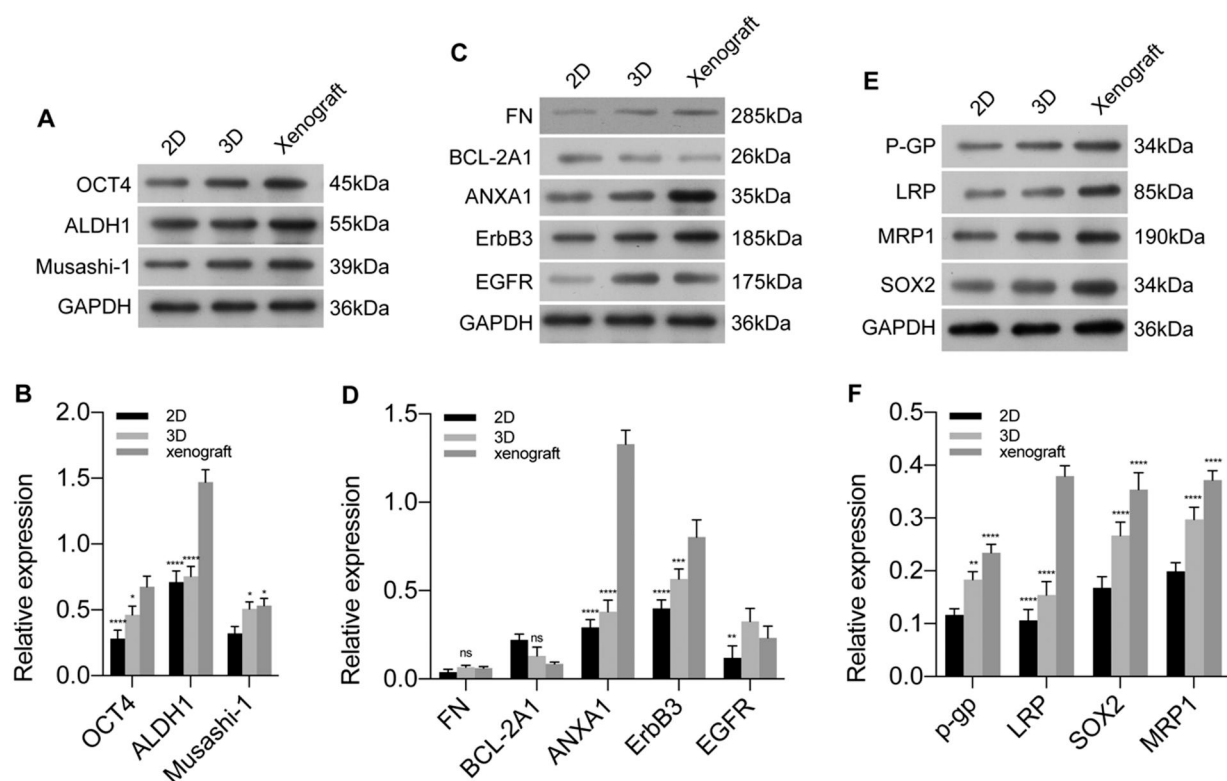 A
2D 3D Xenograft
OCT4 45kDa
ALDH1 55kDa
Musashi-1 39kDa
GAPDH 36kDa
C
2D 3D Xenograft
FN 285kDa
BCL-2A1 26kDa
ANXA1 35kDa
ErbB3 185kDa
EGFR 175kDa
GAPDH 36kDa
E
2D 3D Xenograft
P-GP 34kDa
LRP 85kDa
MRP1 190kDa
SOX2 34kDa
GAPDH 36kDa
B
2D
3D
xenograft
Relative expression
2.0
1.5
1.0
0.5
0.0
**** *
**** ****
* *
OCT4 ALDH1 Musashi-1
D
2D
3D
xenograft
Relative expression
1.5
1.0
0.5
0.0
ns
ns
**** ****
**** ***
**
FN BCL-2A1 ANXA1 ErbB3 EGFR
F
2D
3D
xenograft
Relative expression
0.5
0.4
0.3
0.2
0.1
0.0
** ****
**** ****
**** ****
**** ****
p-gp LRP SOX2 MRP1